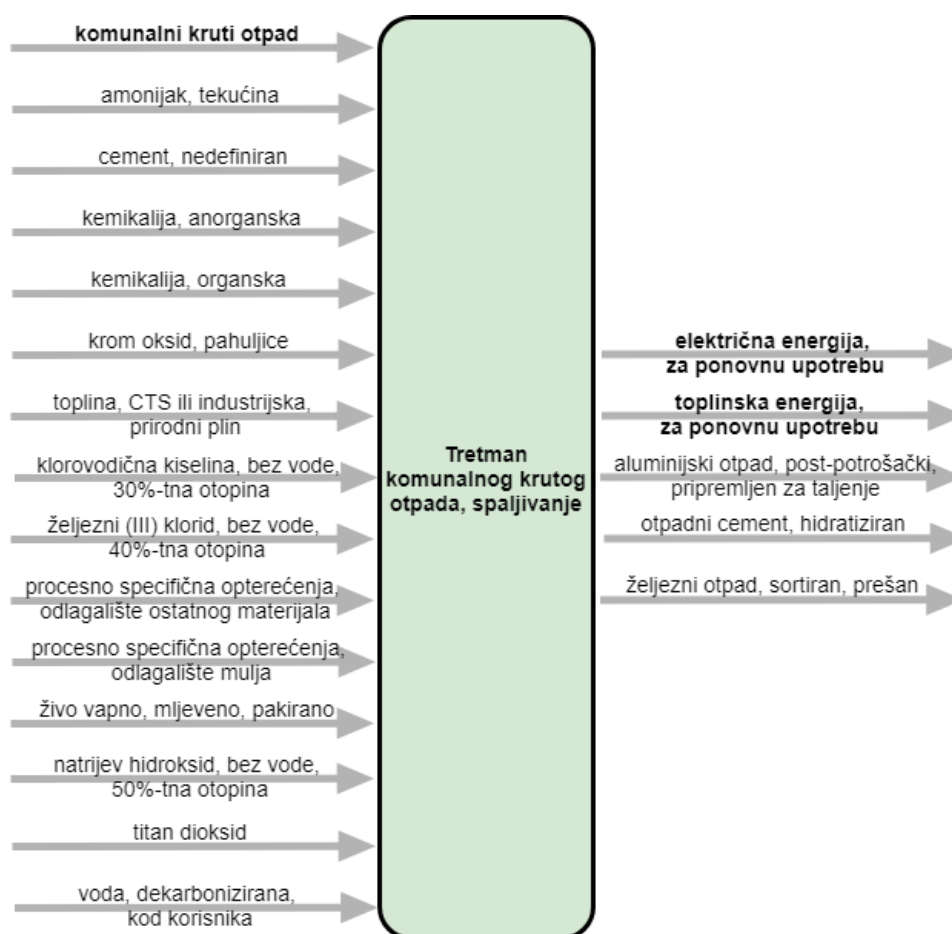 komunalni kruti otpad
amonijak, tekućina
cement, nedefiniran
kemikalija, anorganska
kemikalija, organska
krom oksid, pahuljice
toplina, CTS ili industrijska,
prirodni plin
klorovodična kiselina, bez vode,
30%-tna otopina
željezni (III) klorid, bez vode,
40%-tna otopina
procesno specifična opterećenja,
odlagalište ostatnog materijala
procesno specifična opterećenja,
odlagalište mulja
živo vapno, mljeveno, pakirano
natrijev hidroksid, bez vode,
50%-tna otopina
titan dioksid
voda, dekarbonizirana,
kod korisnika
Tretman
komunalnog krutog
otpada, spaljivanje
električna energija,
za ponovnu upotrebu
toplinska energija,
za ponovnu upotrebu
aluminijski otpad, post-potrošački,
pripremljen za taljenje
otpadni cement, hidratiziran
željezni otpad, sortiran, prešan